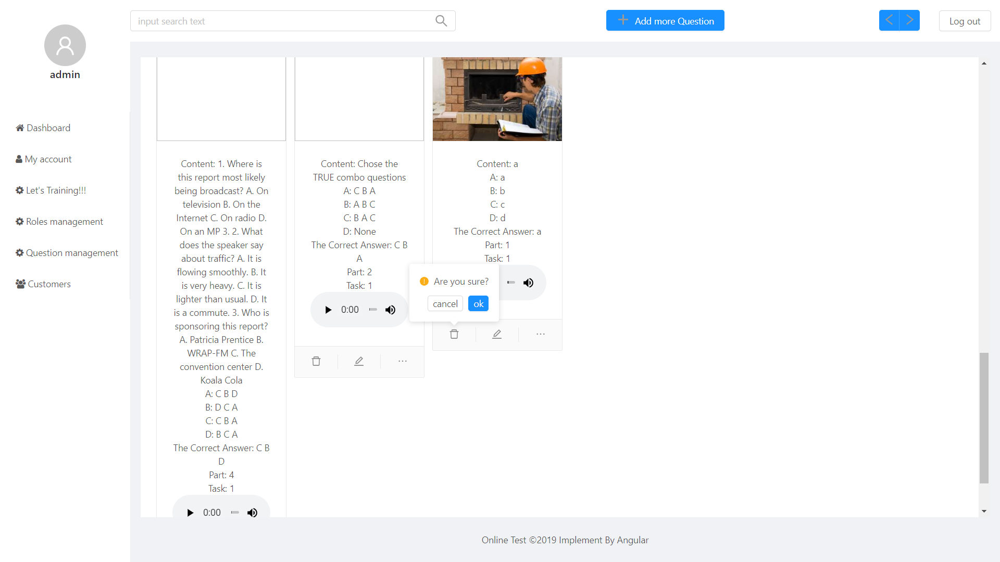 input search text
Add more Question
Log out
admin
Dashboard
My account
Let's Training!!!
Roles management
Question management
Customers
Content: 1. Where is
this report most likely
being broadcast? A. On
television B. On the
Internet C. On radio D.
On an MP 3. 2. What
does the speaker say
about traffic? A. It is
flowing smoothly. B. It
is very heavy. C. It is
lighter than usual. D. It
is a commute. 3. Who is
sponsoring this report?
A. Patricia Prentice B.
WRAP-FM C. The
convention center D.
Koala Cola
A: C B D
B: D C A
C: C B A
D: B C A
The Correct Answer: C B
D
Part: 4
Task: 1
0:00
Content: Chose the
TRUE combo questions
A: C B A
B: A B C
C: B A C
D: None
The Correct Answer: C B
A
Part: 2
Task: 1
0:00
Content: a
A: a
B: b
C: c
D: d
The Correct Answer: a
Part: 1
Task: 1
Are you sure?
cancel ok
Online Test ©2019 Implement By Angular